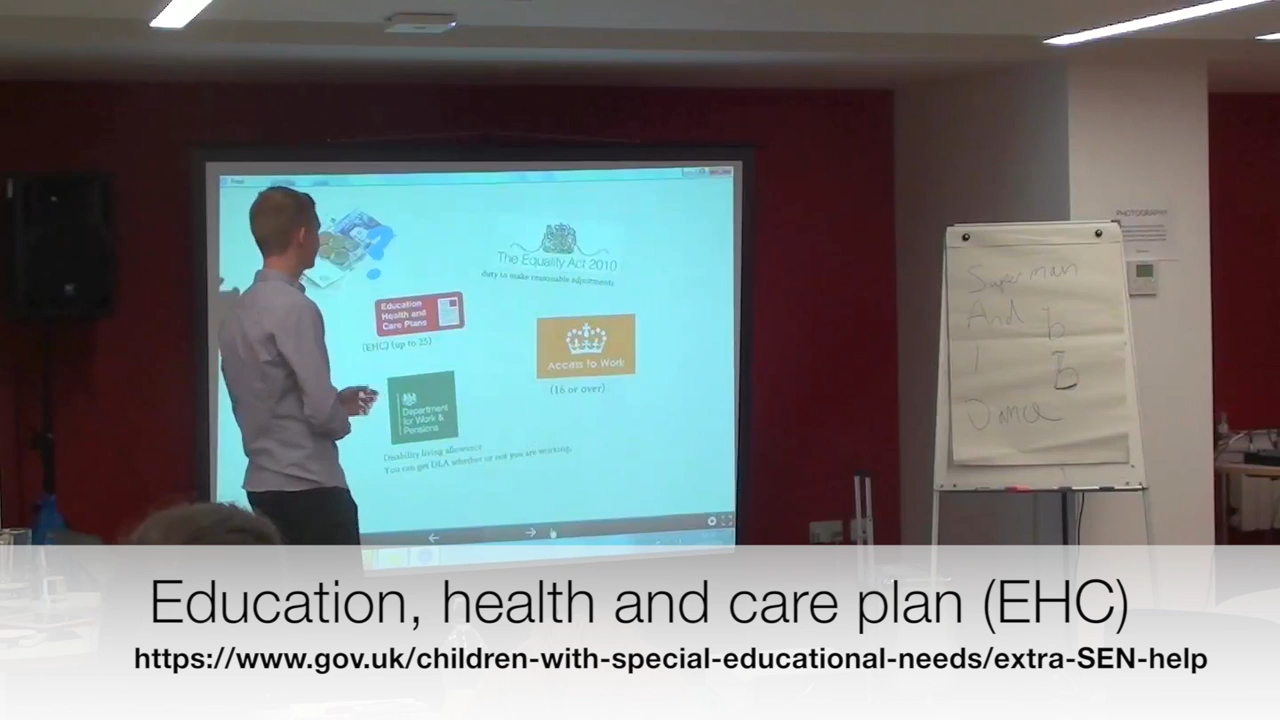 Prezi
The Equality Act 2010
duty to make reasonable adjustments
Education
Health and
Care Plans
(EHC) (up to 25)
Access to Work
(16 or over)
Department
for Work &
Pensions
Disability living allowance
You can get DLA whether or not you are working.
PHOTOGRAPHY
Superman
And b
I b
Dance
Education, health and care plan (EHC)
https://www.gov.uk/children-with-special-educational-needs/extra-SEN-help